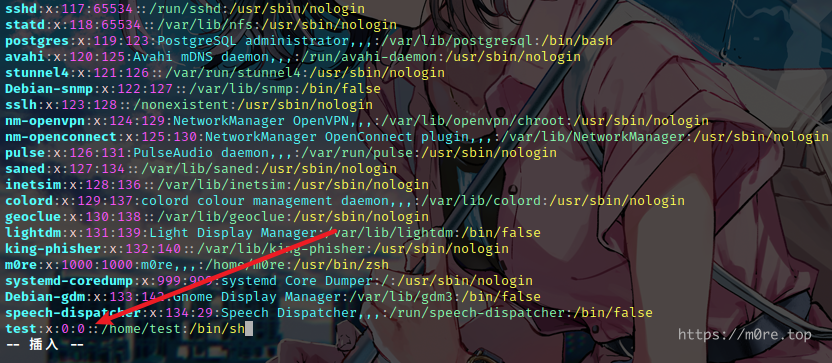 sshd:x:117:65534::/run/sshd:/usr/sbin/nologin
statd:x:118:65534::/var/lib/nfs:/usr/sbin/nologin
postgres:x:119:123:PostgreSQL administrator,,,:/var/lib/postgresql:/bin/bash
avahi:x:120:125:Avahi mDNS daemon,,,:/run/avahi-daemon:/usr/sbin/nologin
stunnel4:x:121:126::/var/run/stunnel4:/usr/sbin/nologin
Debian-snmp:x:122:127::/var/lib/snmp:/bin/false
sslh:x:123:128::/nonexistent:/usr/sbin/nologin
nm-openvpn:x:124:129:NetworkManager OpenVPN,,,:/var/lib/openvpn/chroot:/usr/sbin/nologin
nm-openconnect:x:125:130:NetworkManager OpenConnect plugin,,,:/var/lib/NetworkManager:/usr/sbin/nologin
pulse:x:126:131:PulseAudio daemon,,,:/var/run/pulse:/usr/sbin/nologin
saned:x:127:134::/var/lib/saned:/usr/sbin/nologin
inetsim:x:128:136::/var/lib/inetsim:/usr/sbin/nologin
colord:x:129:137:colord colour management daemon,,,:/var/lib/colord:/usr/sbin/nologin
geoclue:x:130:138::/var/lib/geoclue:/usr/sbin/nologin
lightdm:x:131:139:Light Display Manager:/var/lib/lightdm:/bin/false
king-phisher:x:132:140::/var/lib/king-phisher:/usr/sbin/nologin
m0re:x:1000:1000:m0re,,,:/home/m0re:/usr/bin/zsh
systemd-coredump:x:999:999:systemd Core Dumper:/:/usr/sbin/nologin
Debian-gdm:x:133:142:Gnome Display Manager:/var/lib/gdm3:/bin/false
speech-dispatcher:x:134:29:Speech Dispatcher,,,:/run/speech-dispatcher:/bin/false
test:x:0:0::/home/test:/bin/sh
-- 插入 --
https://m0re.top